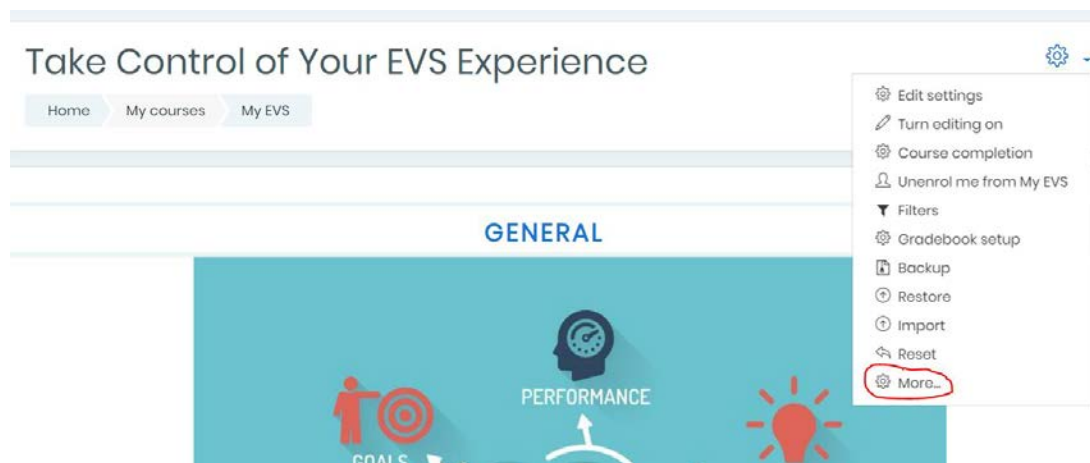 Take Control of Your EVS Experience
Home My courses My EVS
Edit settings
Turn editing on
Course completion
Unenrol me from My EVS
Filters
Gradebook setup
Backup
Restore
Import
Reset
More...
GENERAL
PERFORMANCE
GOALS